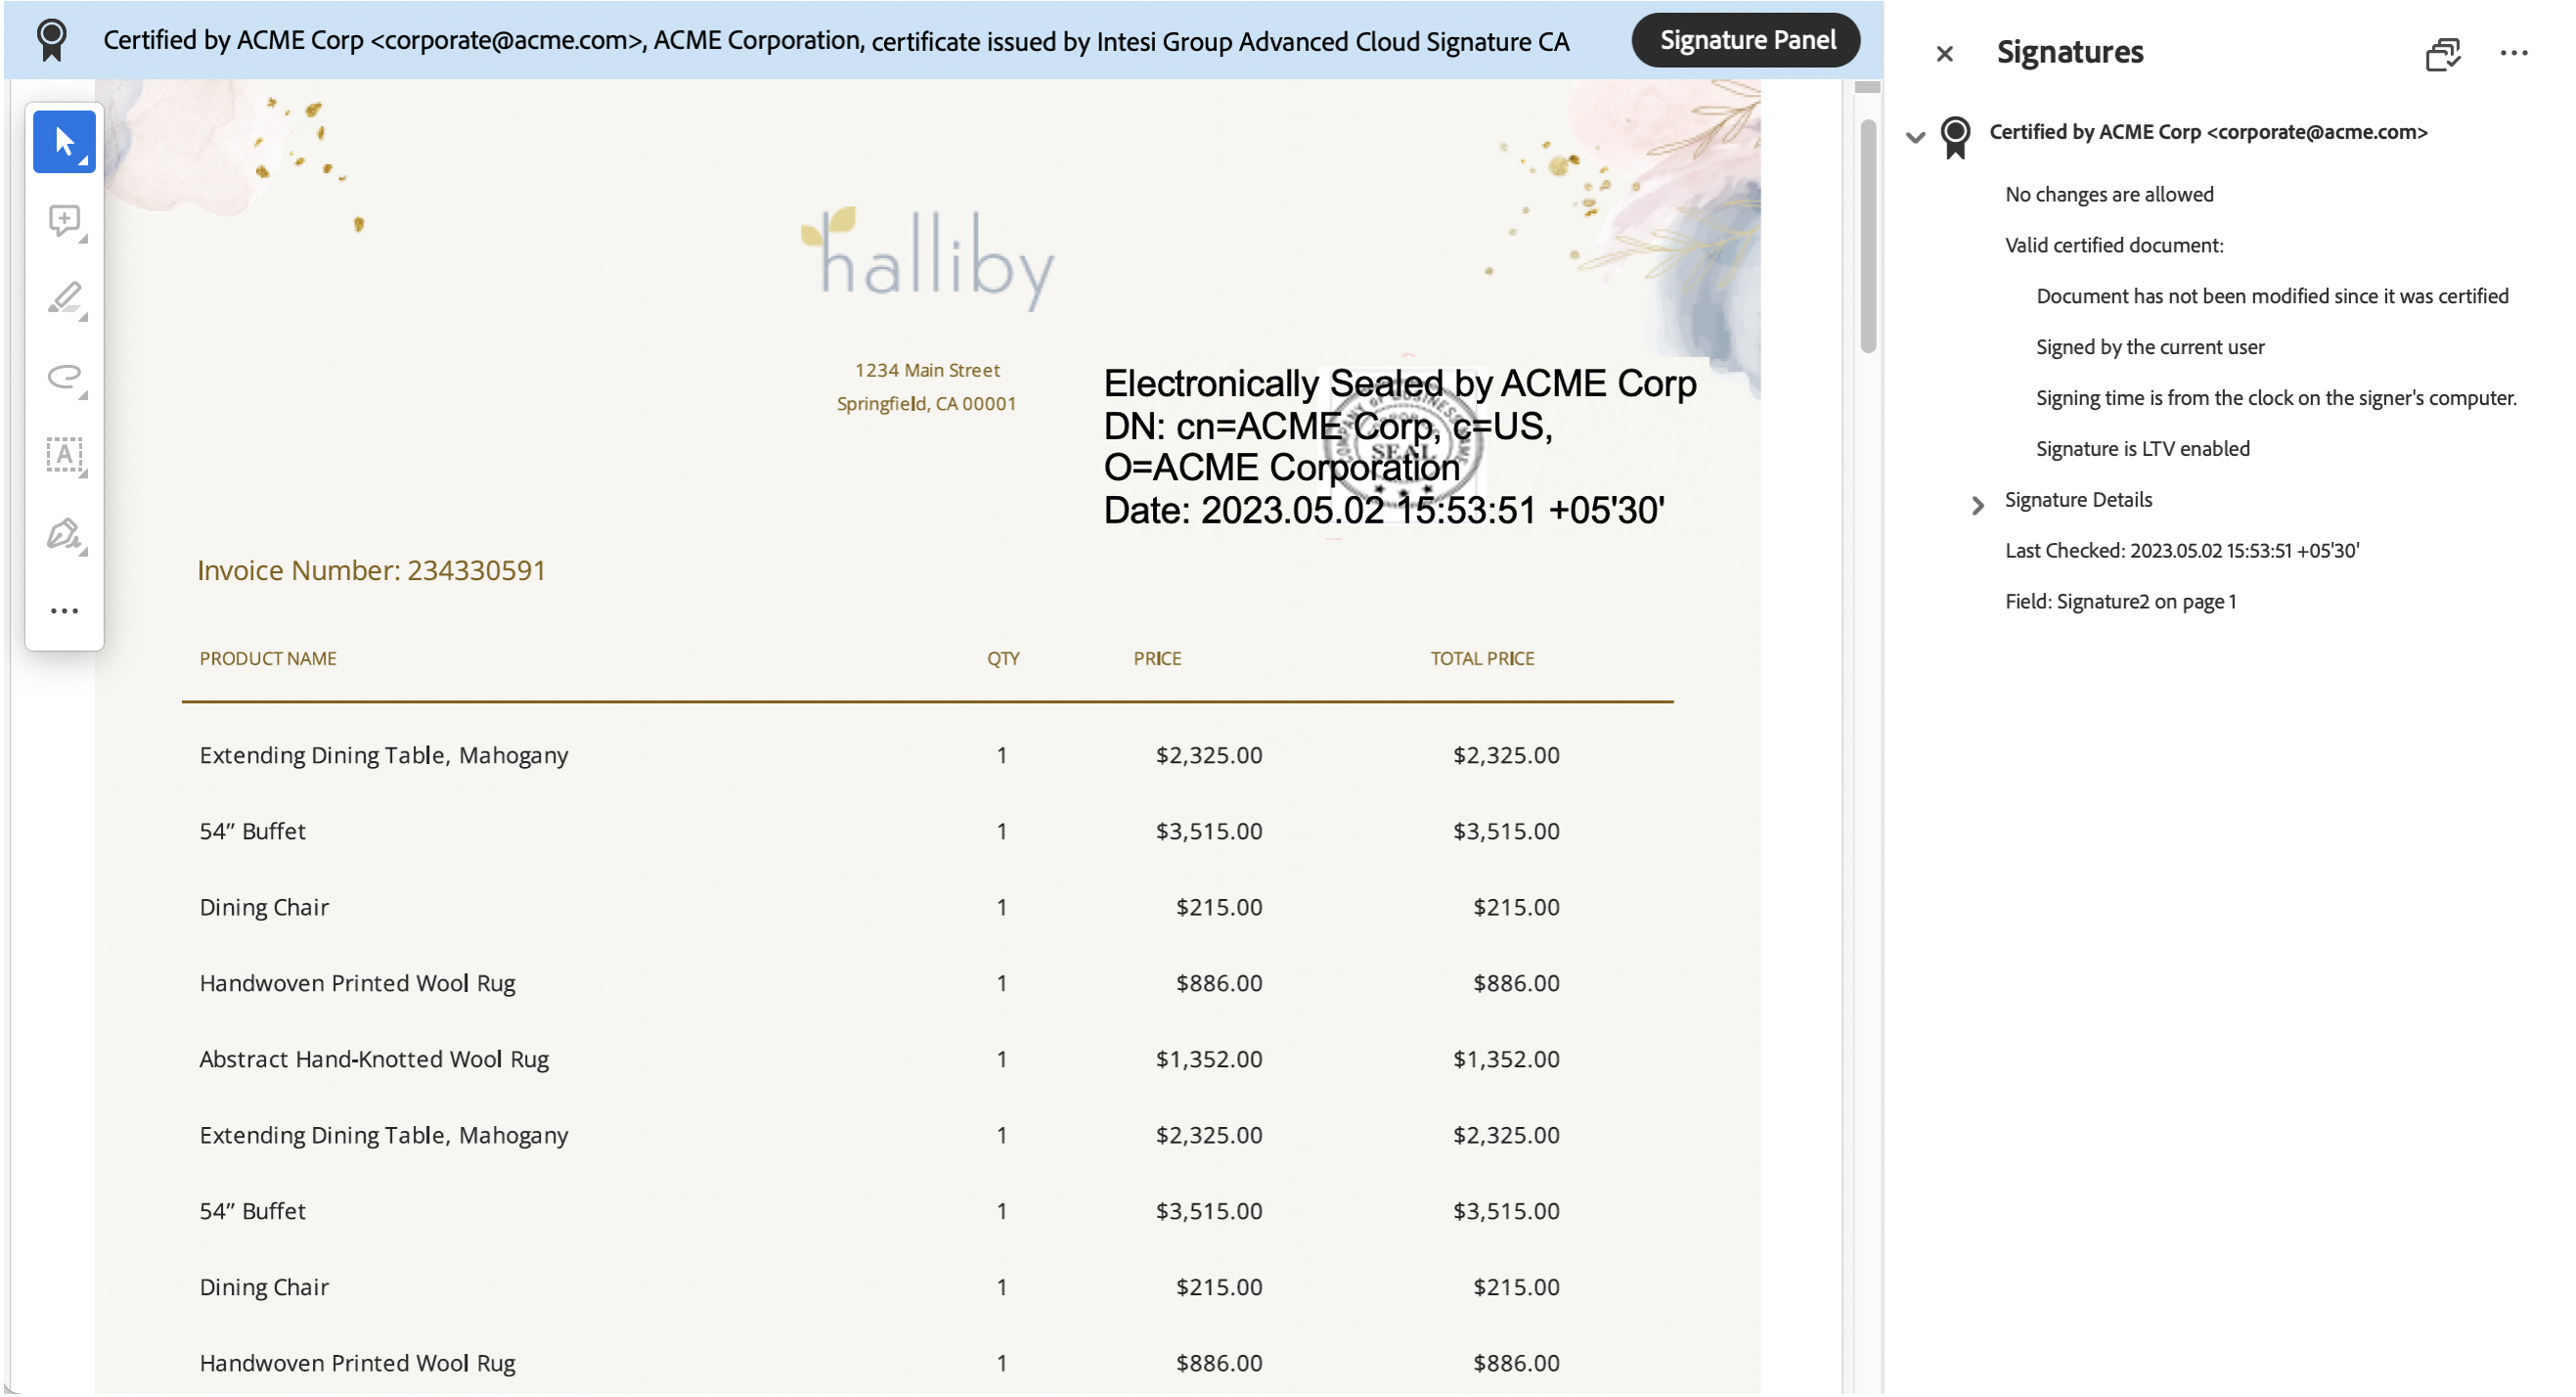 Certified by ACME Corp <corporate@acme.com>, ACME Corporation, certificate issued by Intesi Group Advanced Cloud Signature CA
Signature Panel
halliby
1234 Main Street
Springfield, CA 00001
Electronically Sealed by ACME Corp
DN: cn=ACME Corp, c=US,
O=ACME Corporation
Date: 2023.05.02 15:53:51 +05'30'
SEAL
Invoice Number: 234330591
PRODUCT NAME QTY PRICE TOTAL PRICE
Extending Dining Table, Mahogany 1 $2,325.00 $2,325.00
54” Buffet 1 $3,515.00 $3,515.00
Dining Chair 1 $215.00 $215.00
Handwoven Printed Wool Rug 1 $886.00 $886.00
Abstract Hand-Knotted Wool Rug 1 $1,352.00 $1,352.00
Extending Dining Table, Mahogany 1 $2,325.00 $2,325.00
54” Buffet 1 $3,515.00 $3,515.00
Dining Chair 1 $215.00 $215.00
Handwoven Printed Wool Rug 1 $886.00 $886.00
Signatures
Certified by ACME Corp <corporate@acme.com>
No changes are allowed
Valid certified document:
Document has not been modified since it was certified
Signed by the current user
Signing time is from the clock on the signer's computer.
Signature is LTV enabled
Signature Details
Last Checked: 2023.05.02 15:53:51 +05'30'
Field: Signature2 on page 1